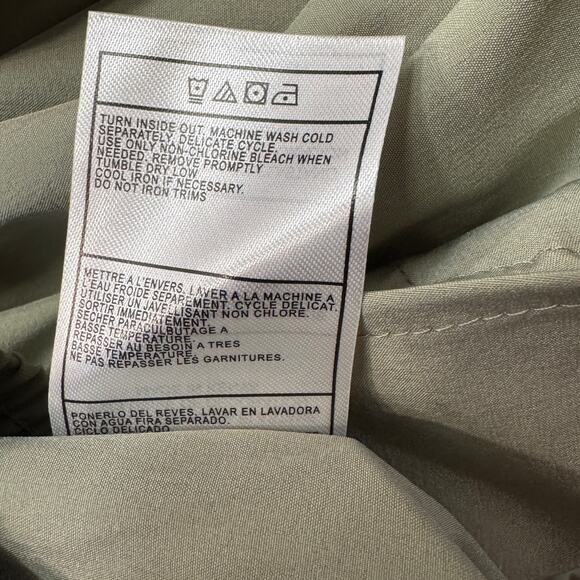 TURN INSIDE OUT. MACHINE WASH COLD
SEPARATELY, DELICATE CYCLE.
USE ONLY NON-CHLORINE BLEACH WHEN
NEEDED. REMOVE PROMPTLY
TUMBLE DRY LOW
COOL IRON IF NECESSARY.
DO NOT IRON TRIMS
METTRE A L'ENVERS. LAVER A LA MACHINE A
L'EAU FROIDE SEPAREMENT. CYCLE DELICAT.
UTILISER UN JAVELLISANT NON CHLORE.
SORTIR IMMEDIATEMENT.
SECHER PARACULBUTAGE A
BASSE TEMPERATURE.
REPASSER AU BESOIN A TRES
BASSE TEMPERATURE.
NE PAS REPASSER LES GARNITURES.
PONERLO DEL REVES, LAVAR EN LAVADORA
CON AGUA FIRA SEPARADO.
CICLO DELICADO.